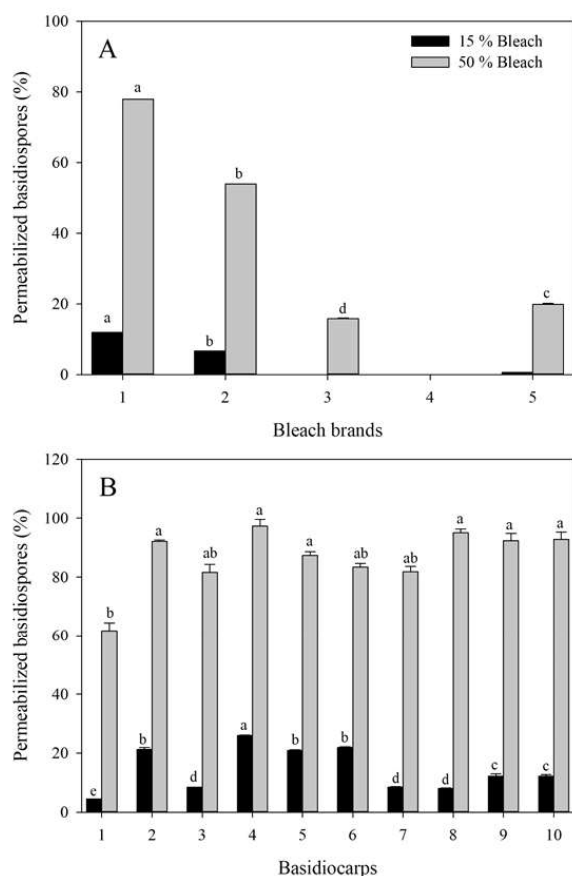 A
15 % Bleach
50 % Bleach
Permeabilized basidiospores (%)
100
80
60
40
20
0
a
a
b
b
d
c
1 2 3 4 5
Bleach brands
B
Permeabilized basidiospores (%)
120
100
80
60
40
20
0
e b b a d ab a a b a b ab d ab d a c a c a
1 2 3 4 5 6 7 8 9 10
Basidiocarps